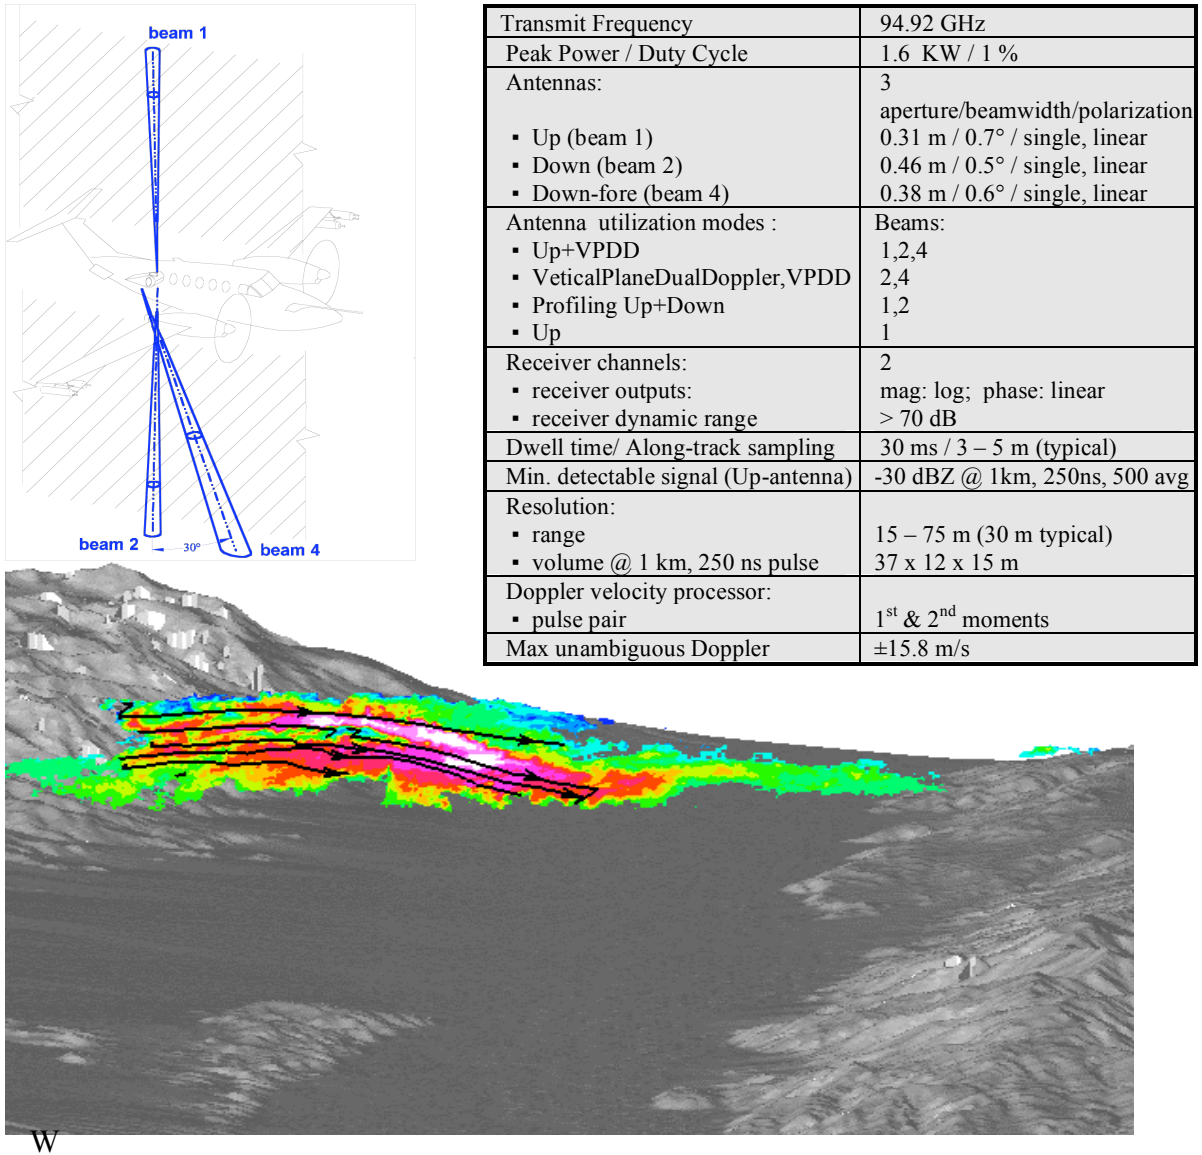 beam 1
beam 2
30°
beam 4
Transmit Frequency 94.92 GHz
Peak Power / Duty Cycle 1.6 KW / 1 %
Antennas: 3
aperture/beamwidth/polarization
▪ Up (beam 1) 0.31 m / 0.7° / single, linear
▪ Down (beam 2) 0.46 m / 0.5° / single, linear
▪ Down-fore (beam 4) 0.38 m / 0.6° / single, linear
Antenna utilization modes : Beams:
▪ Up+VPDD 1,2,4
▪ VeticalPlaneDualDoppler,VPDD 2,4
▪ Profiling Up+Down 1,2
▪ Up 1
Receiver channels: 2
▪ receiver outputs: mag: log; phase: linear
▪ receiver dynamic range > 70 dB
Dwell time/ Along-track sampling 30 ms / 3 – 5 m (typical)
Min. detectable signal (Up-antenna) -30 dBZ @ 1km, 250ns, 500 avg
Resolution:
▪ range 15 – 75 m (30 m typical)
▪ volume @ 1 km, 250 ns pulse 37 x 12 x 15 m
Doppler velocity processor:
▪ pulse pair 1st & 2nd moments
Max unambiguous Doppler ±15.8 m/s
W